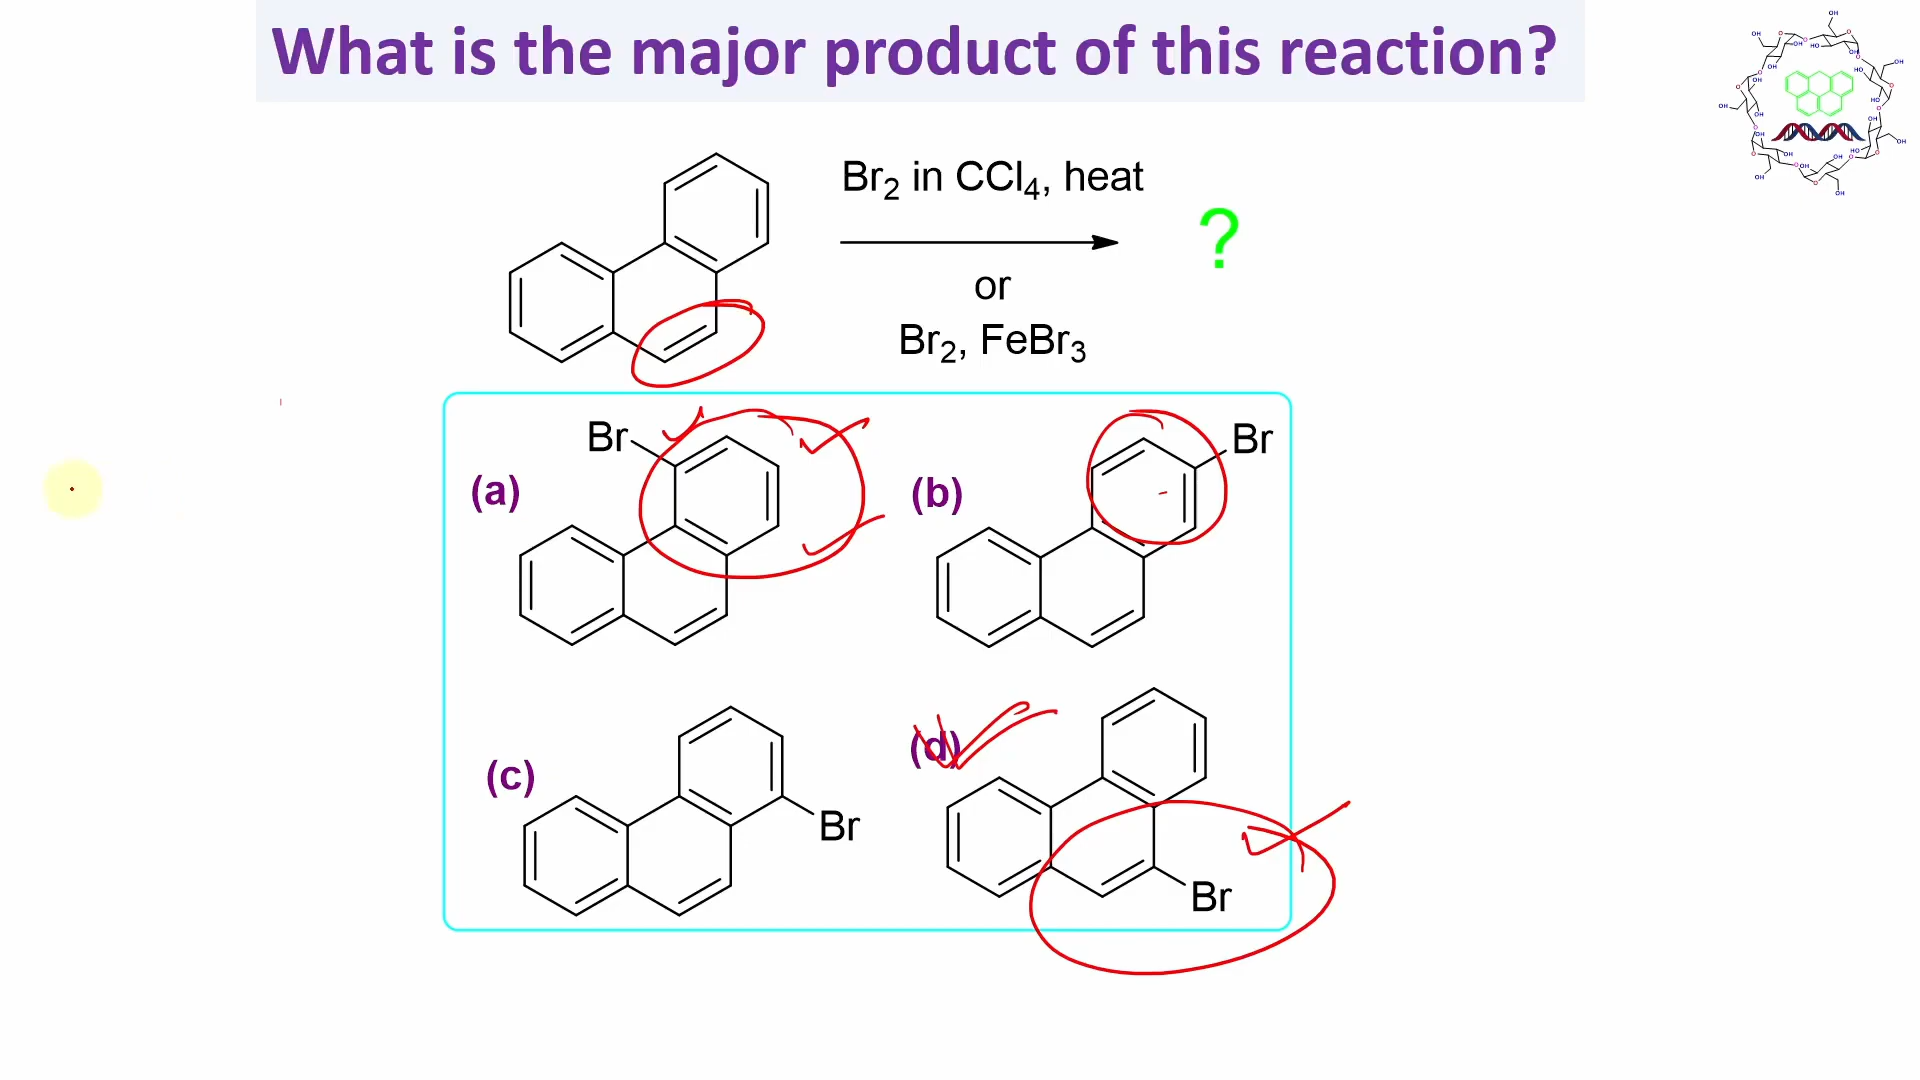 What is the major product of this reaction?
Br2 in CCl4, heat
?
or
Br2, FeBr3
Br
(a)
Br
(b)
(c)
Br
(d)
Br